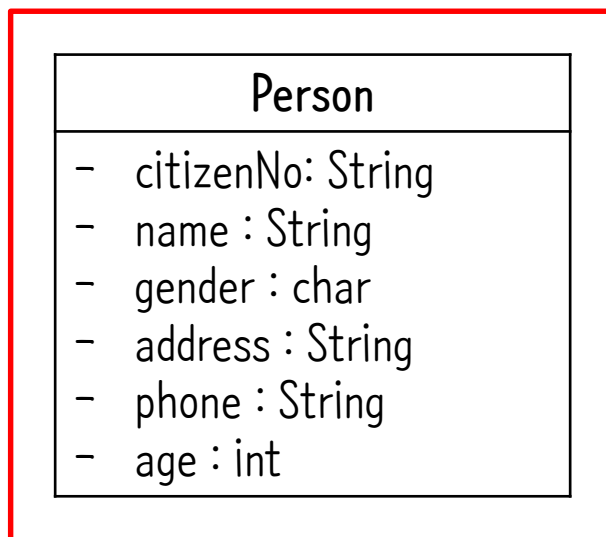 Person
- citizenNo: String
- name : String
- gender : char
- address : String
- phone : String
- age : int